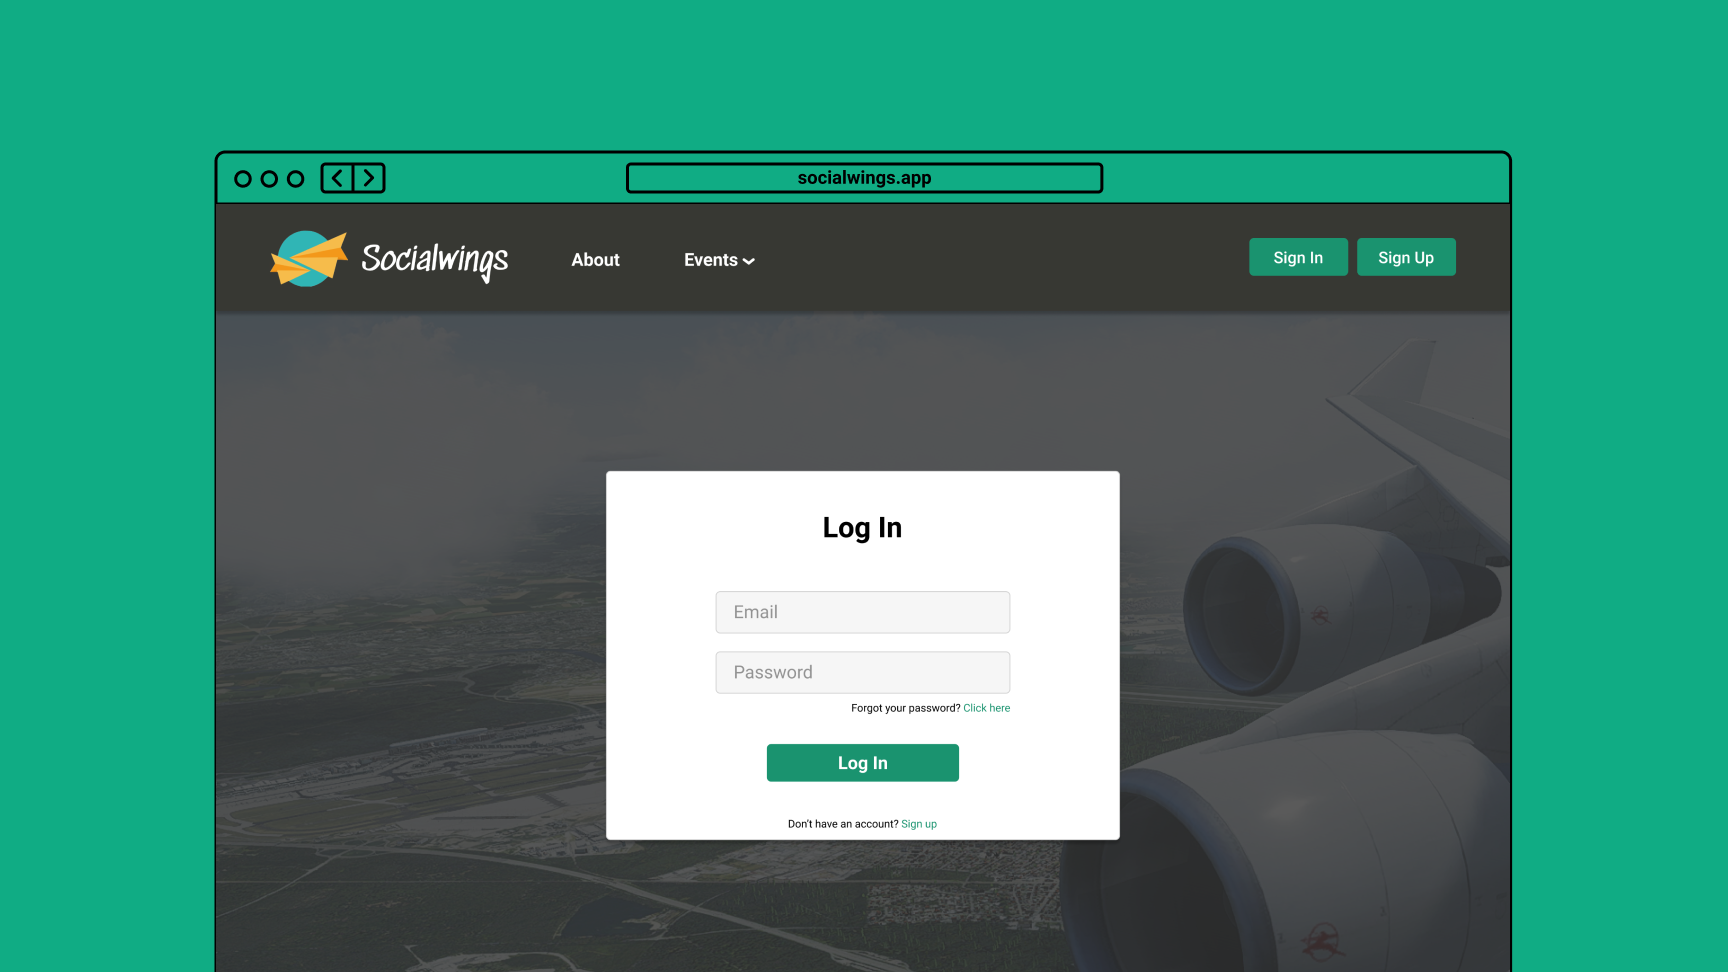 socialwings.app
Socialwings
About
Events
Sign In
Sign Up
Log In
Email
Password
Forgot your password? Click here
Log In
Don't have an account? Sign up